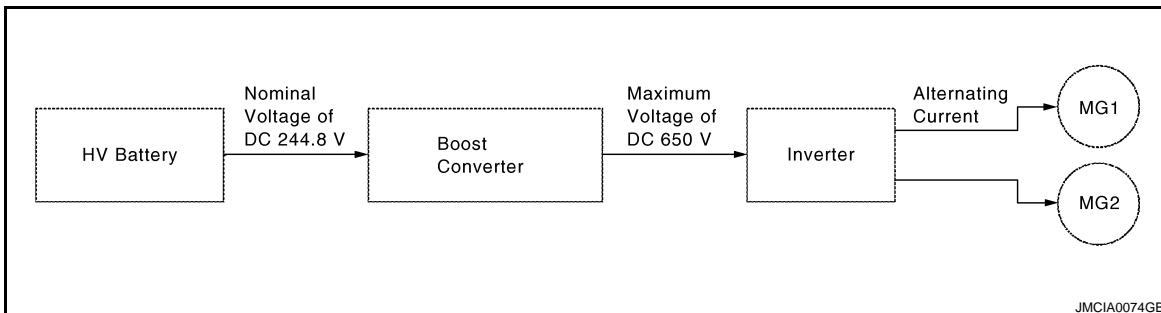 HV Battery
Nominal
Voltage of
DC 244.8 V
Boost
Converter
Maximum
Voltage of
DC 650 V
Inverter
Alternating
Current
MG1
MG2
JMCIA0074GB